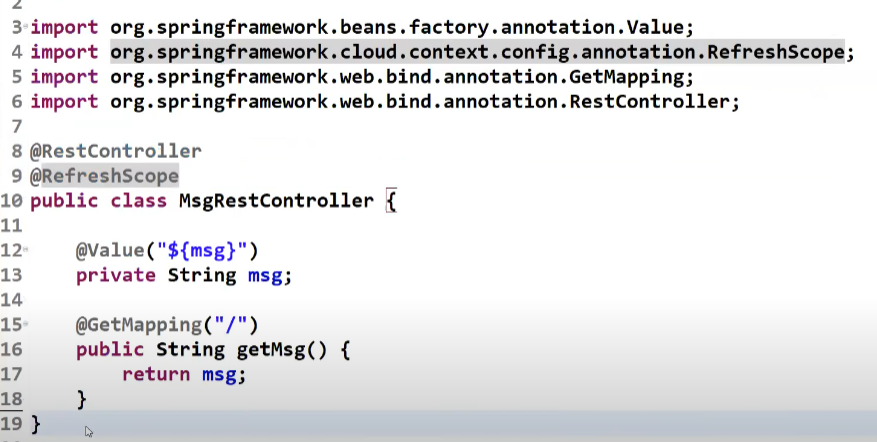 2
3 import org.springframework.beans.factory.annotation.Value;
4 import org.springframework.cloud.context.config.annotation.RefreshScope;
5 import org.springframework.web.bind.annotation.GetMapping;
6 import org.springframework.web.bind.annotation.RestController;
7
8 @RestController
9 @RefreshScope
10 public class MsgRestController {
11
12     @Value("${msg}")
13     private String msg;
14
15     @GetMapping("/")
16     public String getMsg() {
17         return msg;
18     }
19 }